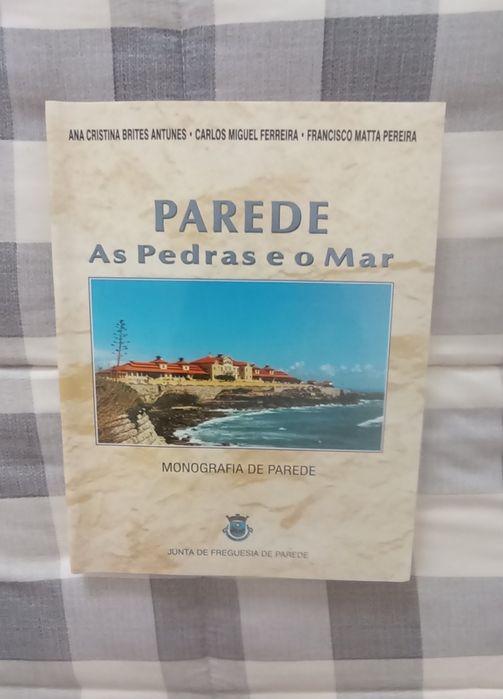 ANA CRISTINA BRITES ANTUNES • CARLOS MIGUEL FERREIRA • FRANCISCO MATTA PEREIRA
PAREDE
As Pedras e o Mar
MONOGRAFIA DE PAREDE
JUNTA DE FREGUESIA DE PAREDE